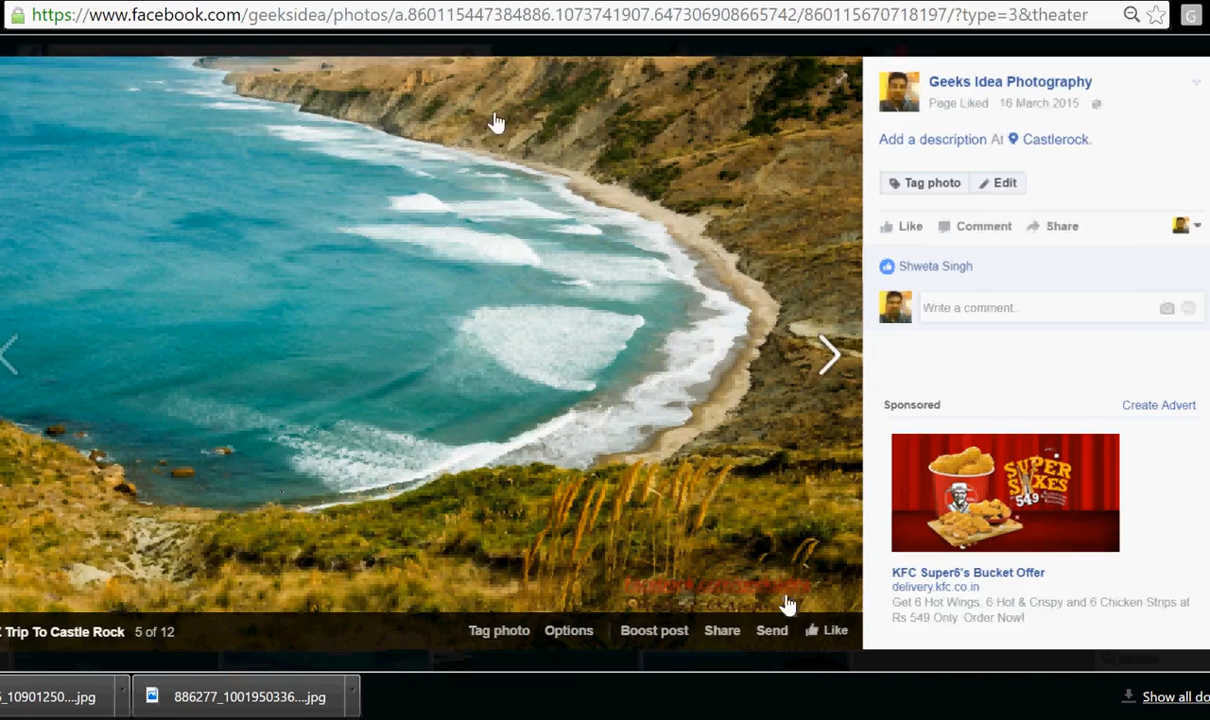 https://www.facebook.com/geeksidea/photos/a.860115447384886.1073741907.647306908665742/860115670718197/?type=3&theater
G
Geeks Idea Photography
Page Liked 16 March 2015
Add a description At Castlerock.
Tag photo Edit
Like Comment Share
Shweta Singh
Write a comment.
Sponsored Create Advert
SUPER
549
KFC Super6's Bucket Offer
delivery.kfc.co.in
Get 6 Hot Wings, 6 Hot & Crispy and 6 Chicken Strips at
Rs 549 Only. Order Now!
Trip To Castle Rock 5 of 12
Tag photo Options Boost post Share Send Like
_10901250....jpg
886277_1001950336....jpg
Show all do